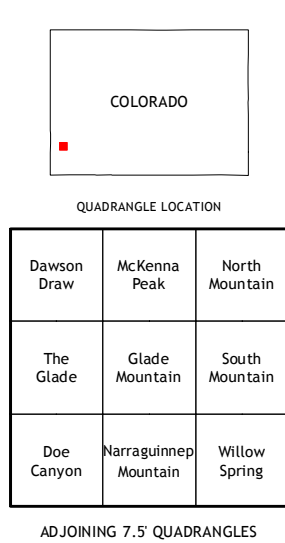 COLORADO
QUADRANGLE LOCATION
Dawson
Draw
McKenna
Peak
North
Mountain
The
Glade
Glade
Mountain
South
Mountain
Doe
Canyon
Narraguinnep
Mountain
Willow
Spring
ADJOINING 7.5' QUADRANGLES